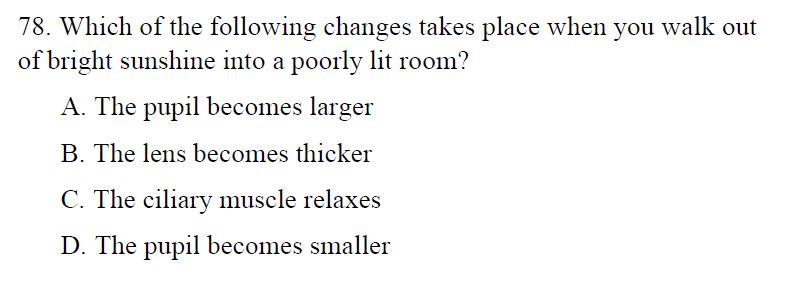 78. Which of the following changes takes place when you walk out
of bright sunshine into a poorly lit room?
A. The pupil becomes larger
B. The lens becomes thicker
C. The ciliary muscle relaxes
D. The pupil becomes smaller